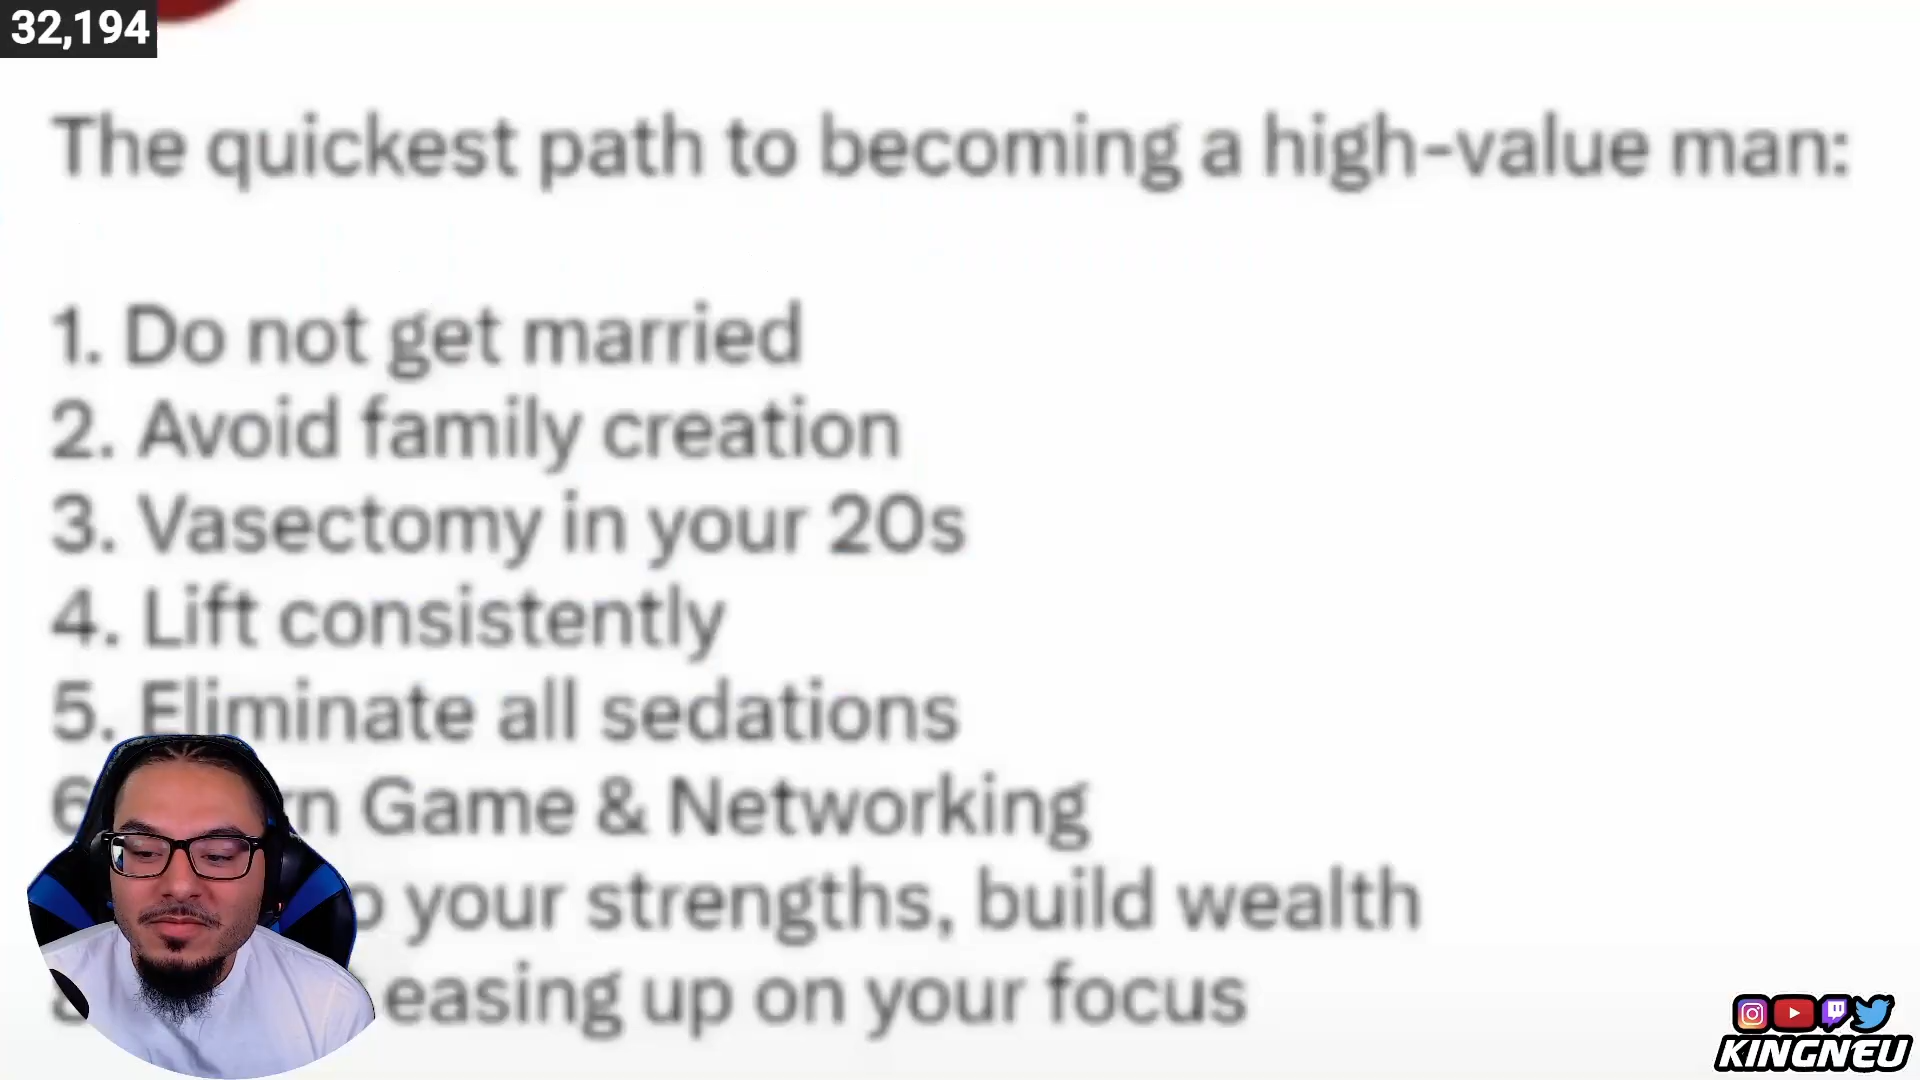 32,194
The quickest path to becoming a high-value man:
1. Do not get married
2. Avoid family creation
3. Vasectomy in your 20s
4. Lift consistently
5. Eliminate all sedations
Game & Networking
your strengths, build wealth
easing up on your focus
KINGNEU